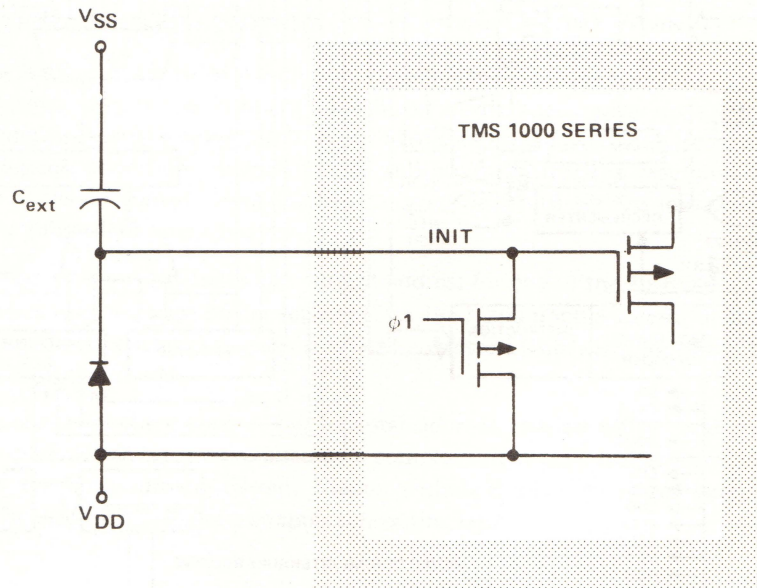 VSS
TMS 1000 SERIES
Cext
INIT
ϕ1
VDD